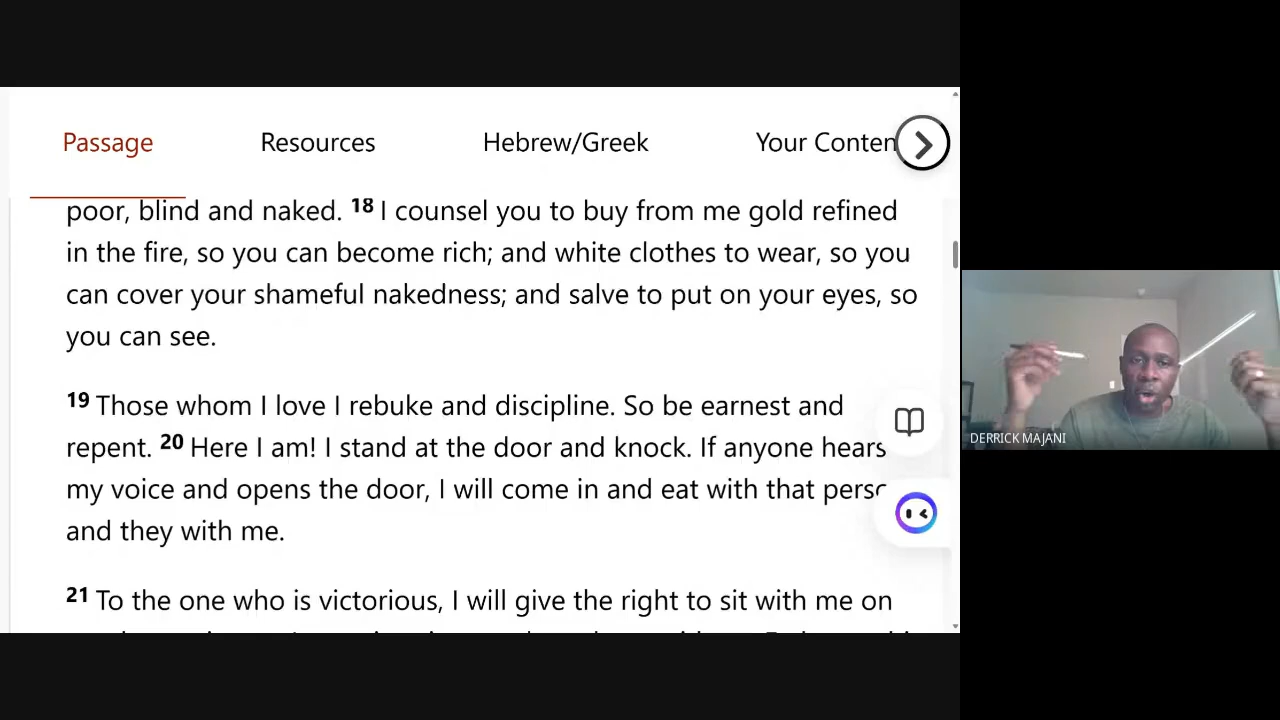 Passage Resources Hebrew/Greek Your Conten
poor, blind and naked. 18 I counsel you to buy from me gold refined
in the fire, so you can become rich; and white clothes to wear, so you
can cover your shameful nakedness; and salve to put on your eyes, so
you can see.
19 Those whom I love I rebuke and discipline. So be earnest and
repent. 20 Here I am! I stand at the door and knock. If anyone hears
my voice and opens the door, I will come in and eat with that perso
and they with me.
21 To the one who is victorious, I will give the right to sit with me on
DERRICK MAJANI